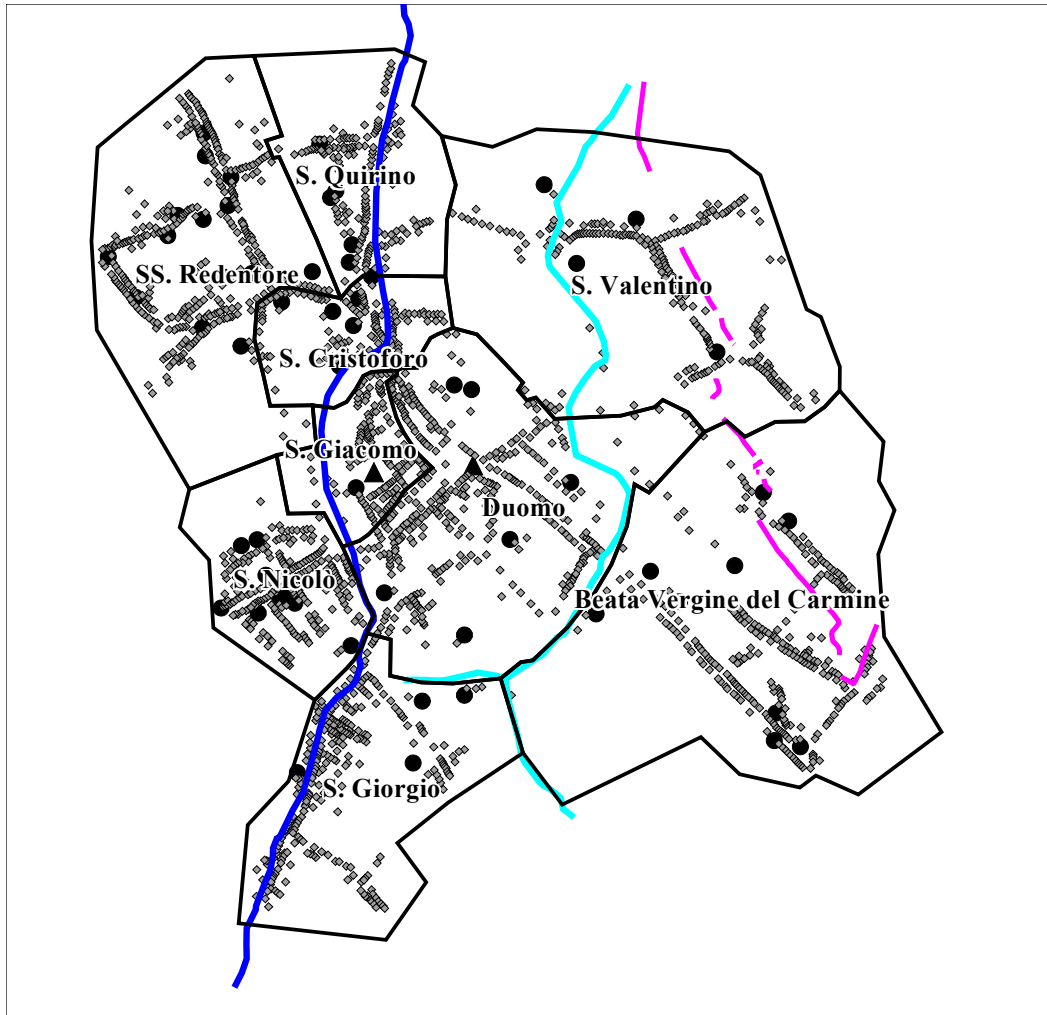 S. Quirino
SS. Redentore
S. Valentino
S. Cristoforo
S. Giacomo
Duomo
S. Nicolò
Beata Vergine del Carmine
S. Giorgio